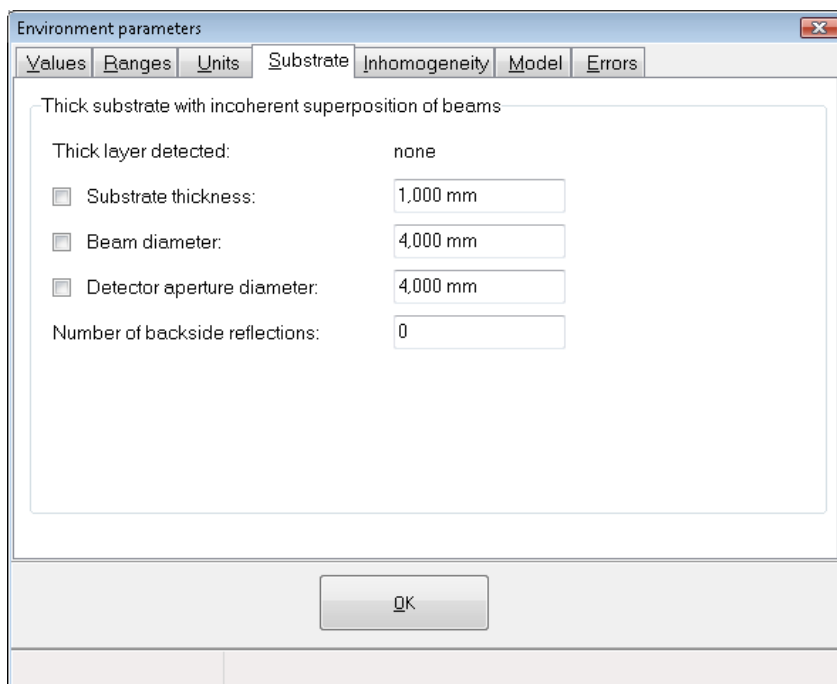 Environment parameters
Values Ranges Units Substrate Inhomogeneity Model Errors
Thick substrate with incoherent superposition of beams
Thick layer detected: none
Substrate thickness: 1,000 mm
Beam diameter: 4,000 mm
Detector aperture diameter: 4,000 mm
Number of backside reflections: 0
OK